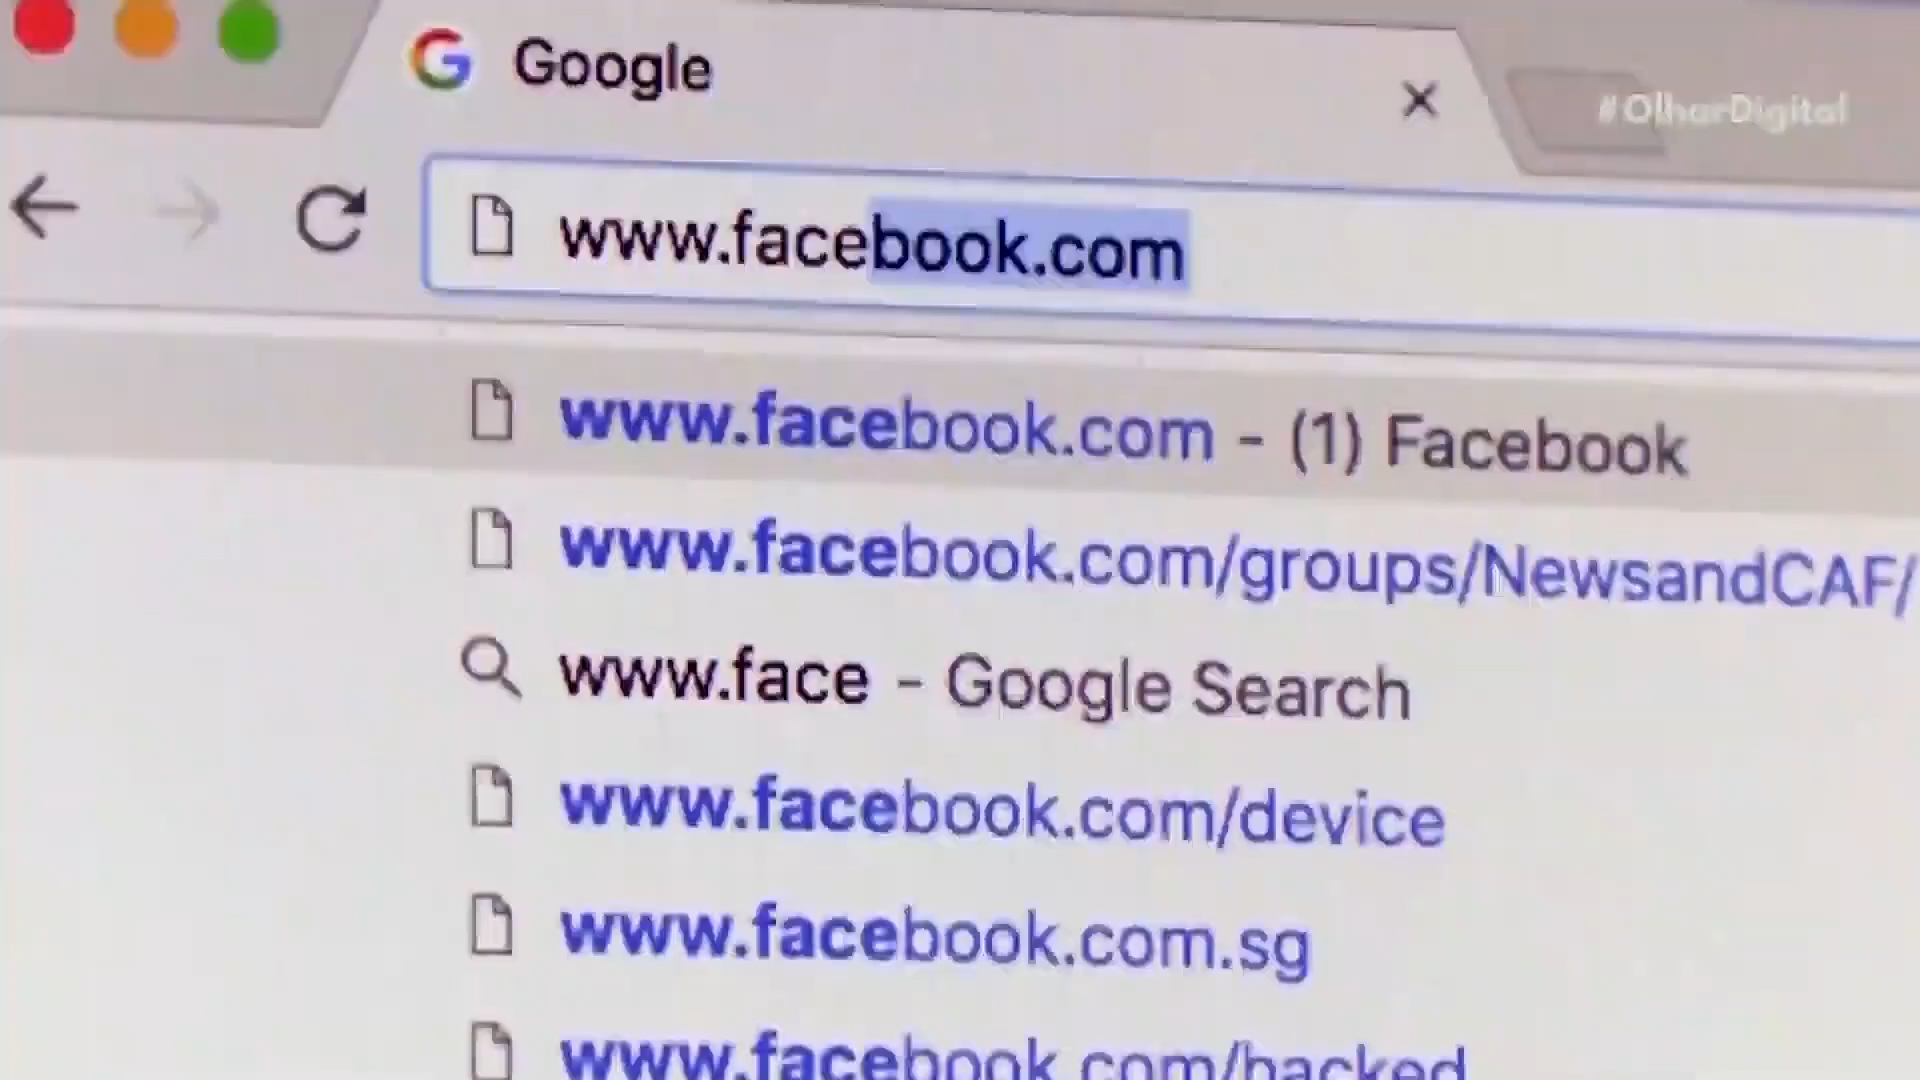 Google
#OlharDigital
www.facebook.com
www.facebook.com - (1) Facebook
www.facebook.com/groups/NewsandCAF/
www.face - Google Search
www.facebook.com/device
www.facebook.com.sg
www.facebook.com/hacked